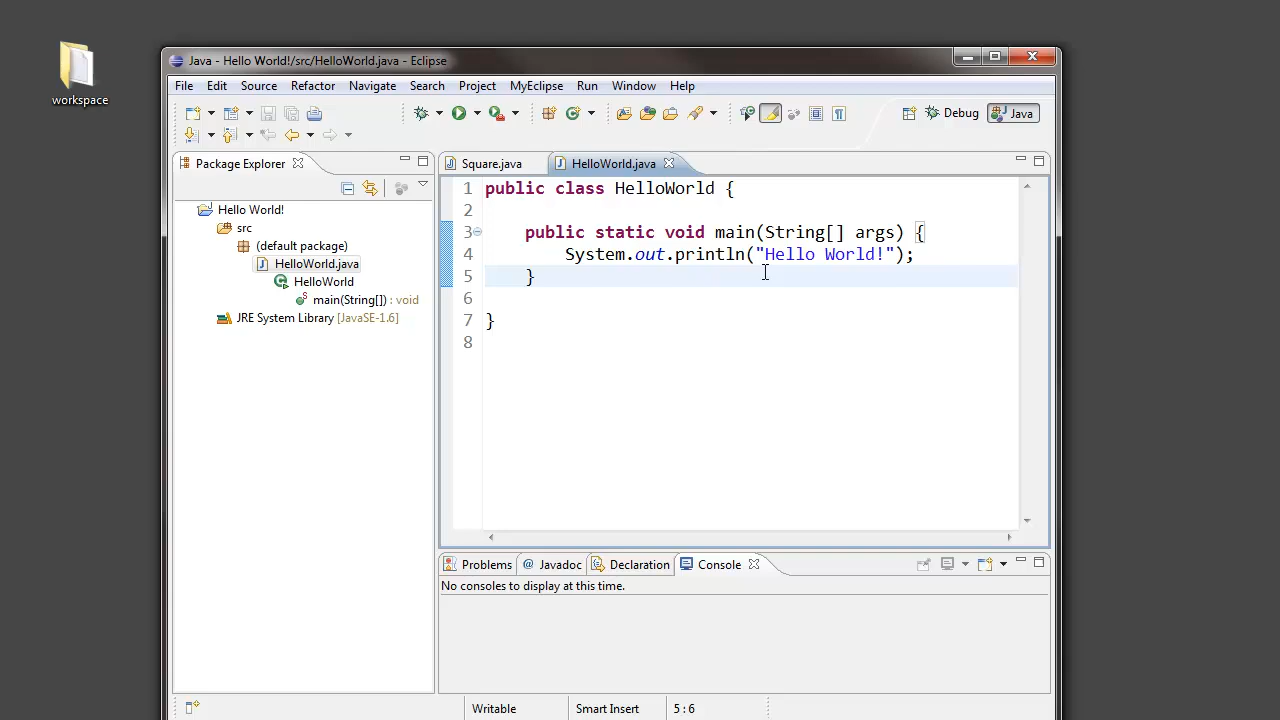 workspace
Java - Hello World!/src/HelloWorld.java - Eclipse
File Edit Source Refactor Navigate Search Project MyEclipse Run Window Help
Debug Java
Package Explorer
Hello World!
src
(default package)
HelloWorld.java
HelloWorld
main(String[]) : void
JRE System Library [JavaSE-1.6]
Square.java HelloWorld.java
1 public class HelloWorld {
2
3 public static void main(String[] args) {
4 System.out.println("Hello World!");
5 }
6
7 }
8
Problems @ Javadoc Declaration Console
No consoles to display at this time.
Writable Smart Insert 5 : 6